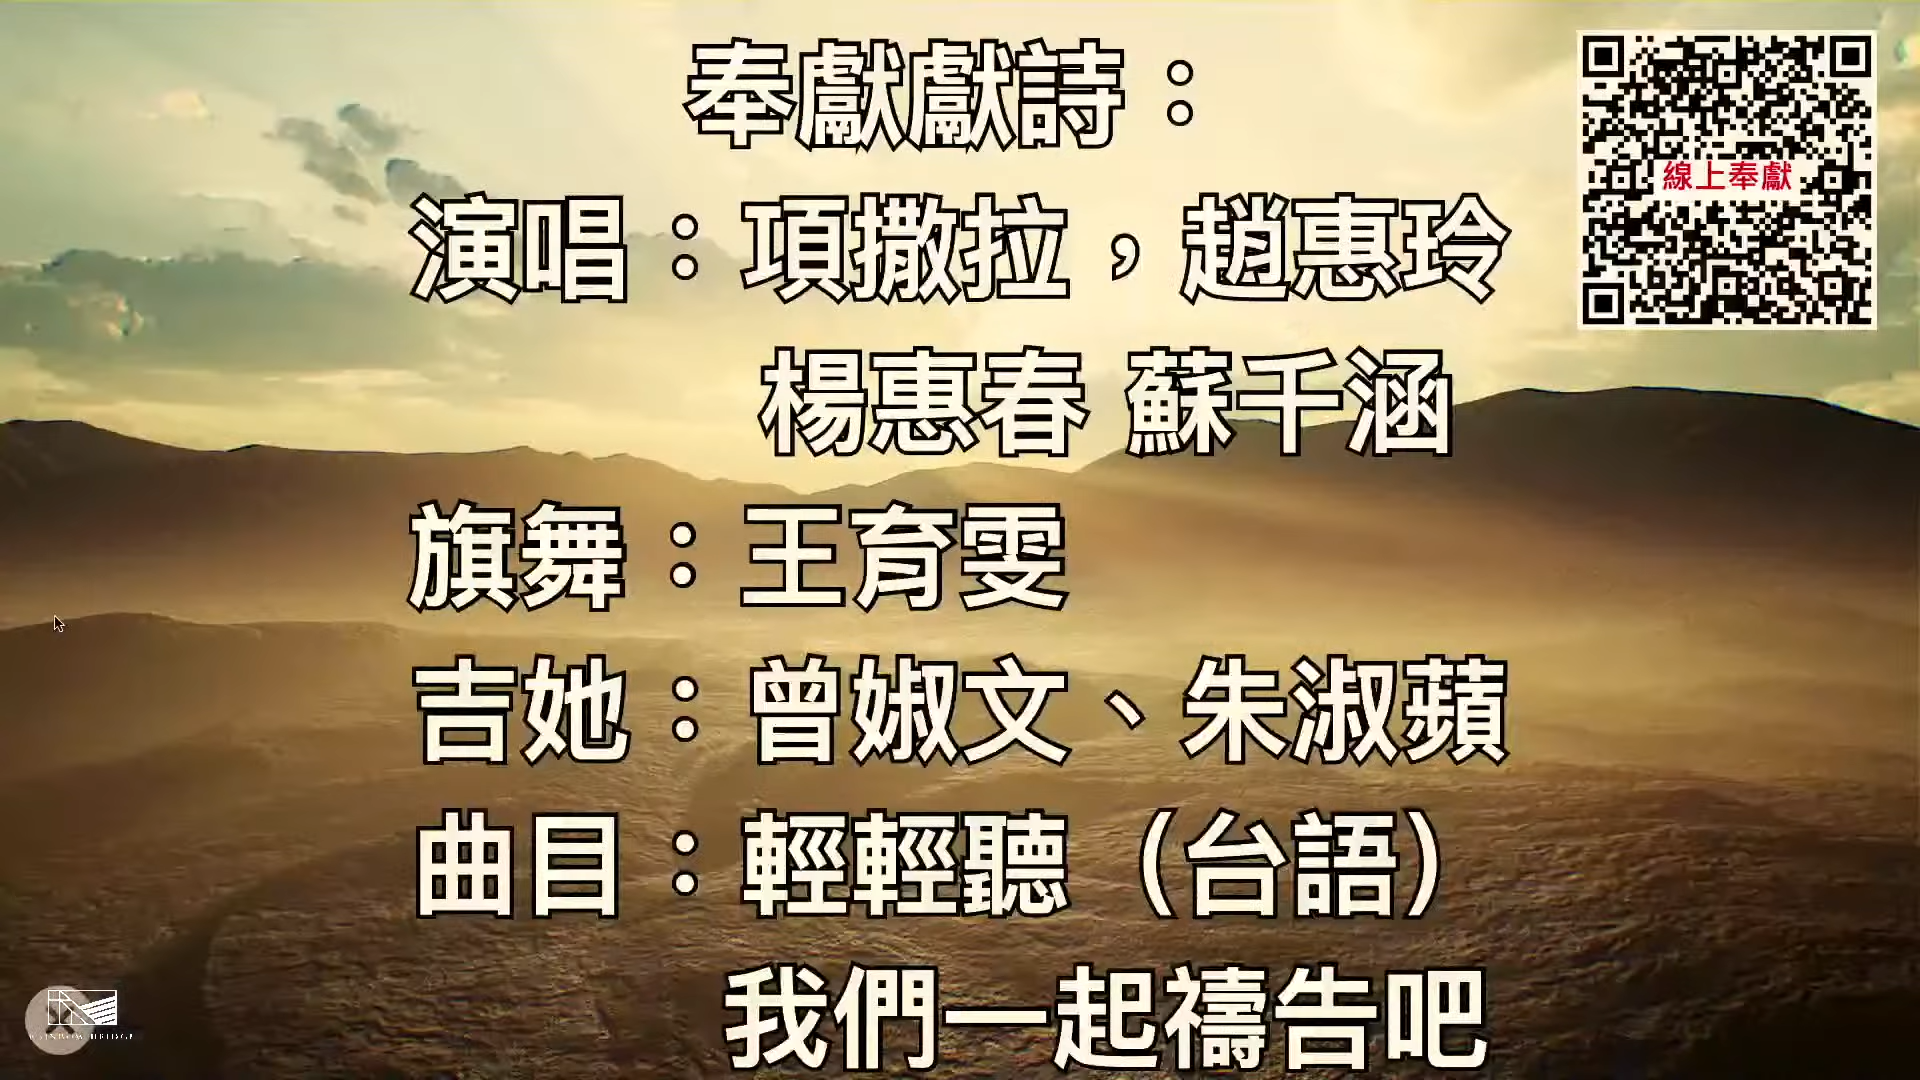 奉獻獻詩：
線上奉獻
演唱：項撒拉，趙惠玲
楊惠春 蘇千涵
旗舞：王育雯
吉她：曾婌文、朱淑蘋
曲目：輕輕聽（台語）
我們一起禱告吧